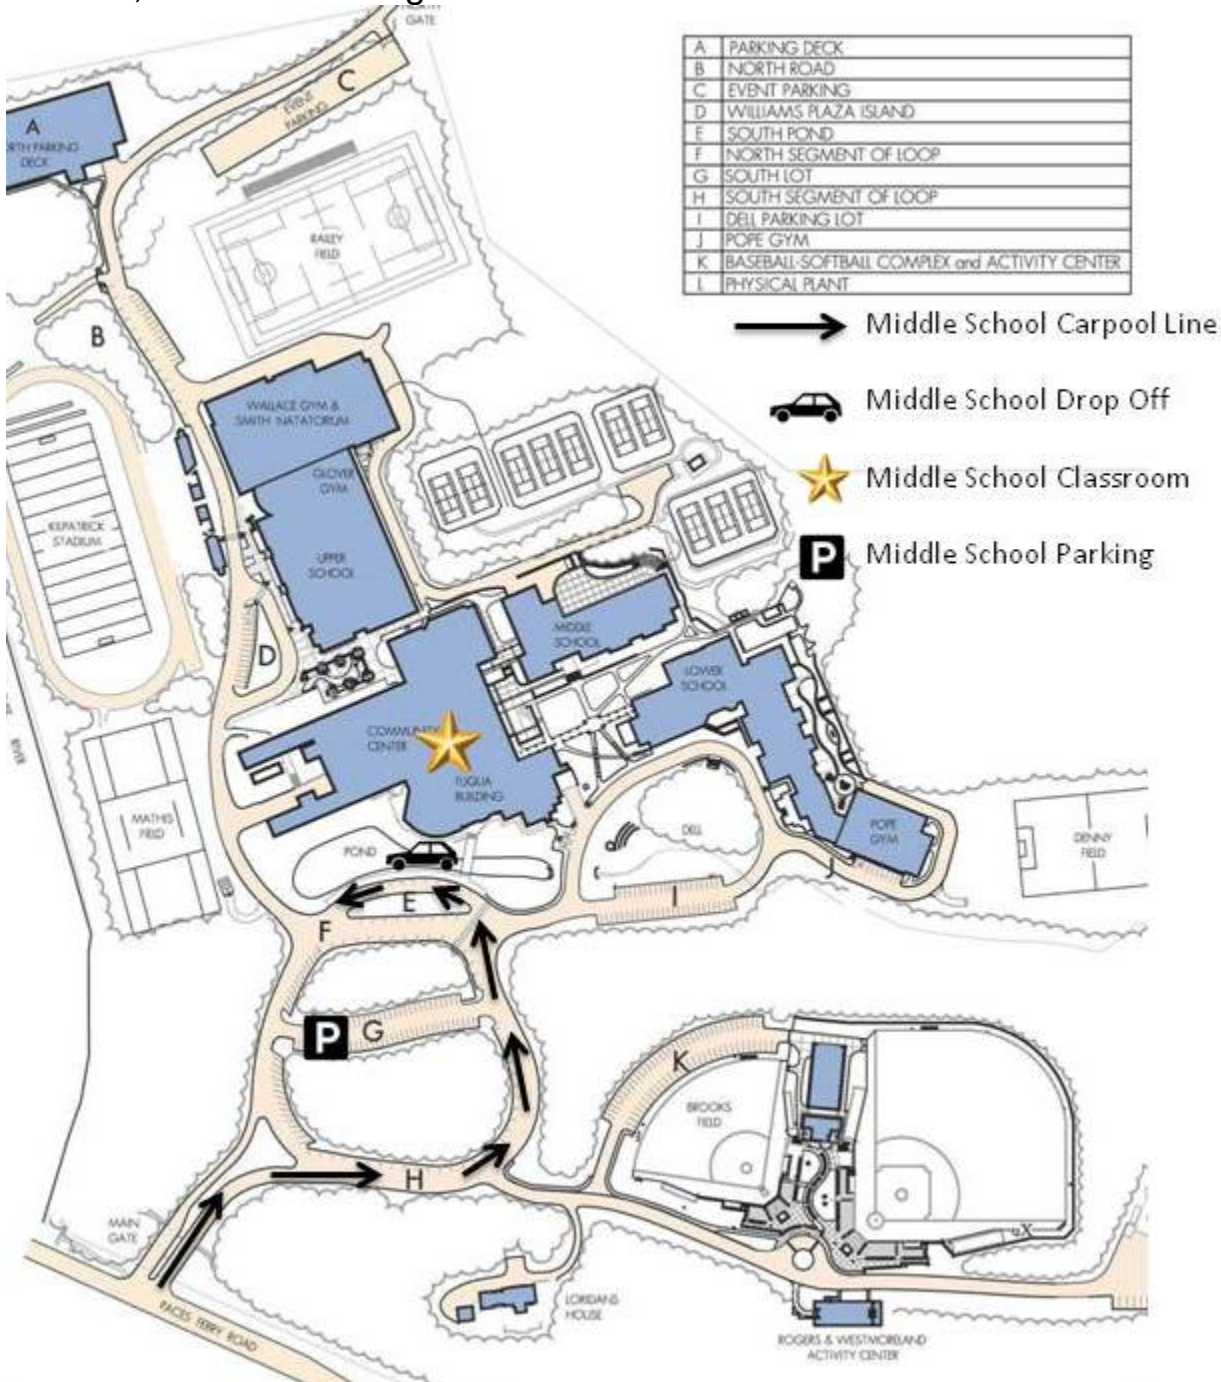 GATE
A PARKING DECK
B NORTH ROAD
C EVENT PARKING
D WILLIAMS PLAZA ISLAND
E SOUTH POND
F NORTH SEGMENT OF LOOP
G SOUTH LOT
H SOUTH SEGMENT OF LOOP
I DELL PARKING LOT
J POPE GYM
K BASEBALL-SOFTBALL COMPLEX and ACTIVITY CENTER
L PHYSICAL PLANT
Middle School Carpool Line
Middle School Drop Off
Middle School Classroom
P Middle School Parking
C
EVENT
PARKING
A
PARKING
DECK
FIELD
B
WALLACE GYM &
SMITH NATATORIUM
GLOVER
GYM
KILPATRICK
STADIUM
UPPER
SCHOOL
MIDDLE
SCHOOL
D
LOWER
SCHOOL
COMMUNITY
CENTER
FUQUA
BUILDING
RIVER
MATHIS
FIELD
POND
DELL
POPE
GYM
DENNY
FIELD
J
E
I
F
P
G
K
BROOKS
FIELD
H
X
MAIN
GATE
PACES FERRY ROAD
LORIDANS
HOUSE
ROGERS & WESTMORELAND
ACTIVITY CENTER